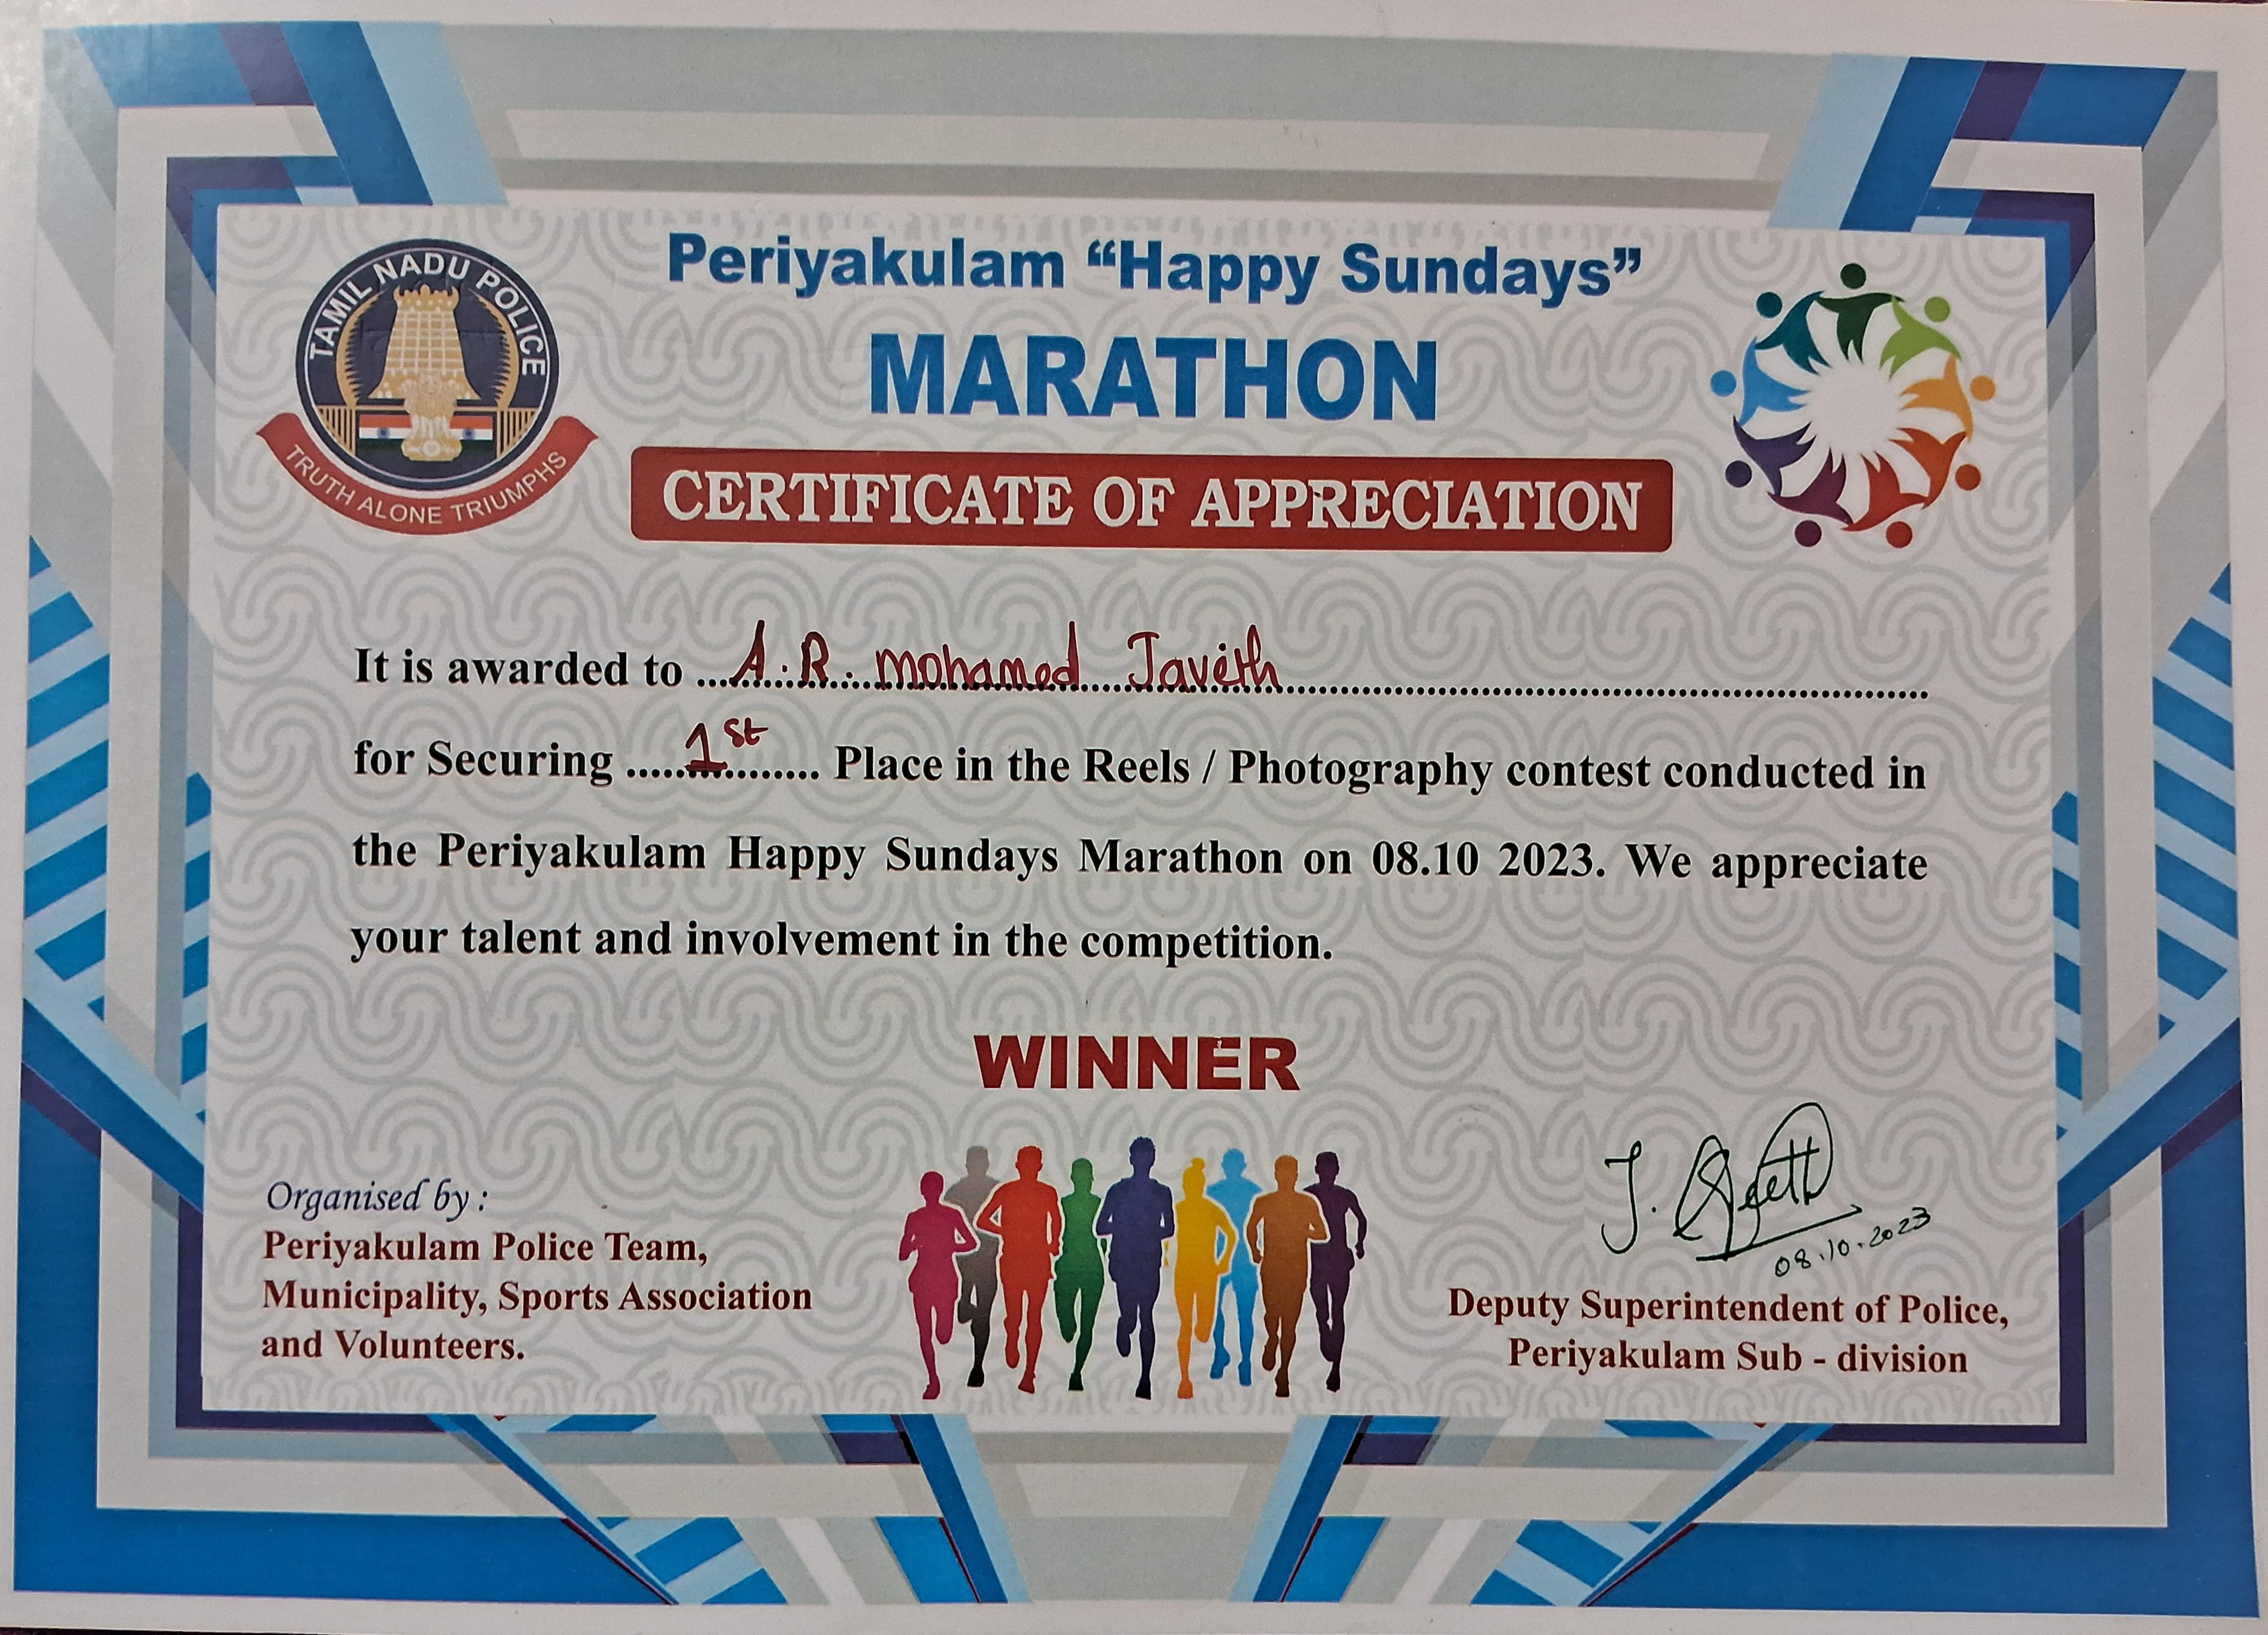 TAMIL NADU POLICE
TRUTH ALONE TRIUMPHS
Periyakulam “Happy Sundays”
MARATHON
CERTIFICATE OF APPRECIATION
It is awarded to ...A.R. Mohamed Javeth...
for Securing ...1st... Place in the Reels / Photography contest conducted in
the Periyakulam Happy Sundays Marathon on 08.10 2023. We appreciate
your talent and involvement in the competition.
WINNER
Organised by :
Periyakulam Police Team,
Municipality, Sports Association
and Volunteers.
08.10.2023
Deputy Superintendent of Police,
Periyakulam Sub - division